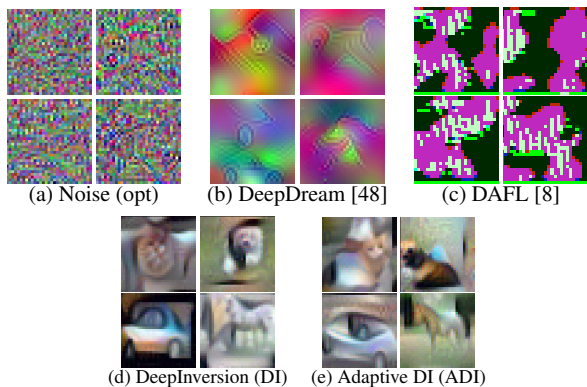 (a) Noise (opt)
(b) DeepDream [48]
(c) DAFL [8]
(d) DeepInversion (DI)
(e) Adaptive DI (ADI)